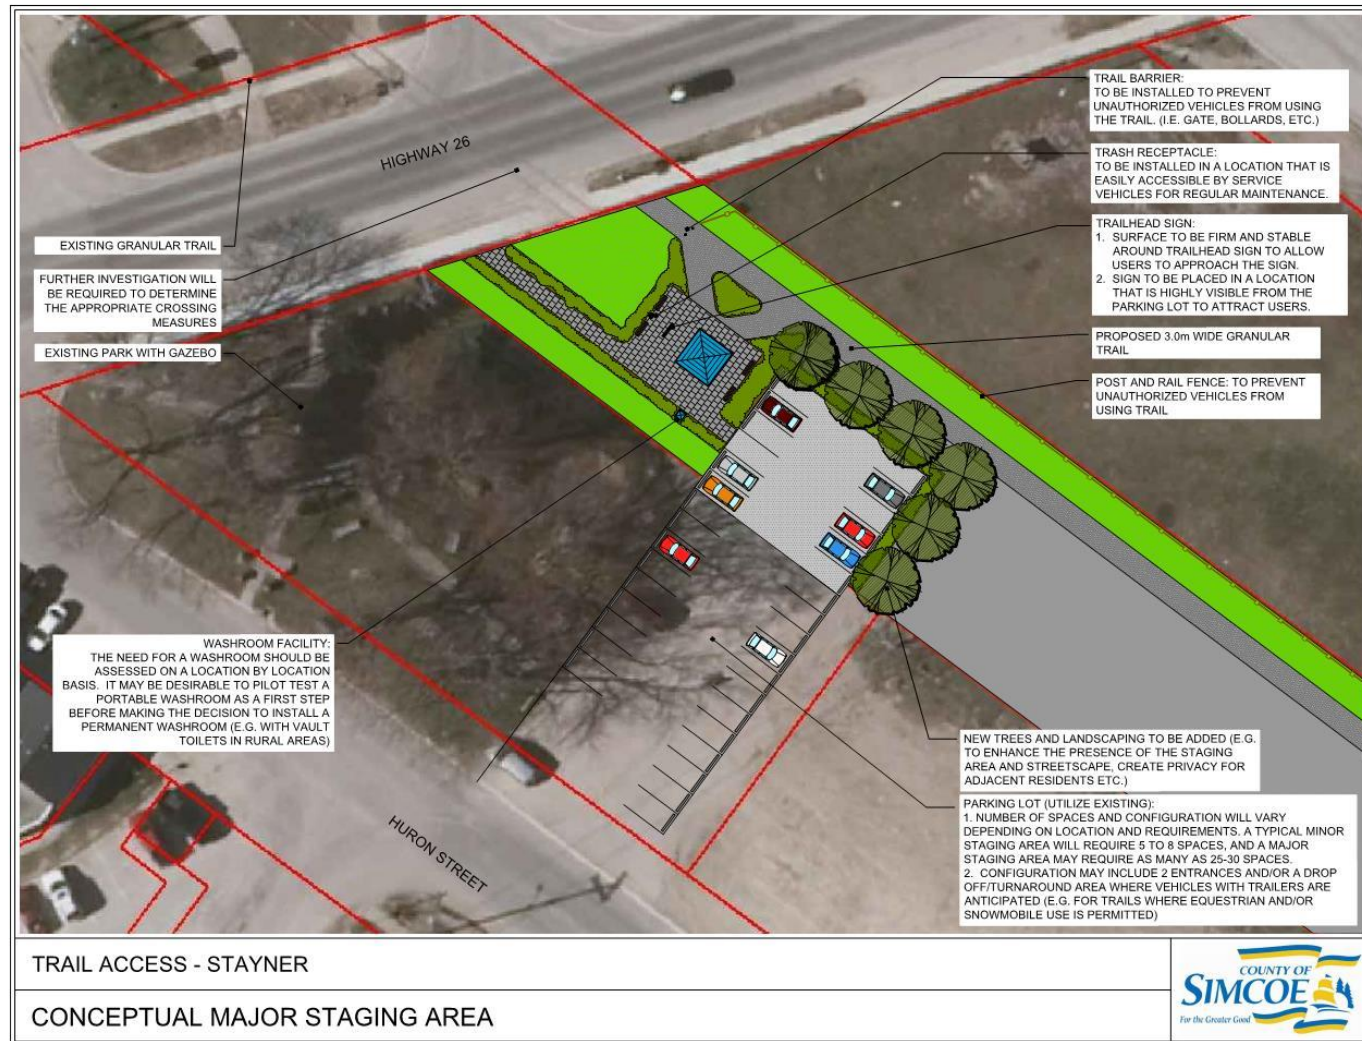 HIGHWAY 26
EXISTING GRANULAR TRAIL
FURTHER INVESTIGATION WILL
BE REQUIRED TO DETERMINE
THE APPROPRIATE CROSSING
MEASURES
EXISTING PARK WITH GAZEBO
WASHROOM FACILITY:
THE NEED FOR A WASHROOM SHOULD BE
ASSESSED ON A LOCATION BY LOCATION
BASIS. IT MAY BE DESIRABLE TO PILOT TEST A
PORTABLE WASHROOM AS A FIRST STEP
BEFORE MAKING THE DECISION TO INSTALL A
PERMANENT WASHROOM (E.G. WITH VAULT
TOILETS IN RURAL AREAS)
HURON STREET
TRAIL BARRIER:
TO BE INSTALLED TO PREVENT
UNAUTHORIZED VEHICLES FROM USING
THE TRAIL. (I.E. GATE, BOLLARDS, ETC.)
TRASH RECEPTACLE:
TO BE INSTALLED IN A LOCATION THAT IS
EASILY ACCESSIBLE BY SERVICE
VEHICLES FOR REGULAR MAINTENANCE.
TRAILHEAD SIGN:
1. SURFACE TO BE FIRM AND STABLE
AROUND TRAILHEAD SIGN TO ALLOW
USERS TO APPROACH THE SIGN.
2. SIGN TO BE PLACED IN A LOCATION
THAT IS HIGHLY VISIBLE FROM THE
PARKING LOT TO ATTRACT USERS.
PROPOSED 3.0m WIDE GRANULAR
TRAIL
POST AND RAIL FENCE: TO PREVENT
UNAUTHORIZED VEHICLES FROM
USING TRAIL
NEW TREES AND LANDSCAPING TO BE ADDED (E.G.
TO ENHANCE THE PRESENCE OF THE STAGING
AREA AND STREETSCAPE, CREATE PRIVACY FOR
ADJACENT RESIDENTS ETC.)
PARKING LOT (UTILIZE EXISTING):
1. NUMBER OF SPACES AND CONFIGURATION WILL VARY
DEPENDING ON LOCATION AND REQUIREMENTS. A TYPICAL MINOR
STAGING AREA WILL REQUIRE 5 TO 8 SPACES, AND A MAJOR
STAGING AREA MAY REQUIRE AS MANY AS 25-30 SPACES.
2. CONFIGURATION MAY INCLUDE 2 ENTRANCES AND/OR A DROP
OFF/TURNAROUND AREA WHERE VEHICLES WITH TRAILERS ARE
ANTICIPATED (E.G. FOR TRAILS WHERE EQUESTRIAN AND/OR
SNOWMOBILE USE IS PERMITTED)
TRAIL ACCESS - STAYNER
CONCEPTUAL MAJOR STAGING AREA
COUNTY OF
SIMCOE
For the Greater Good